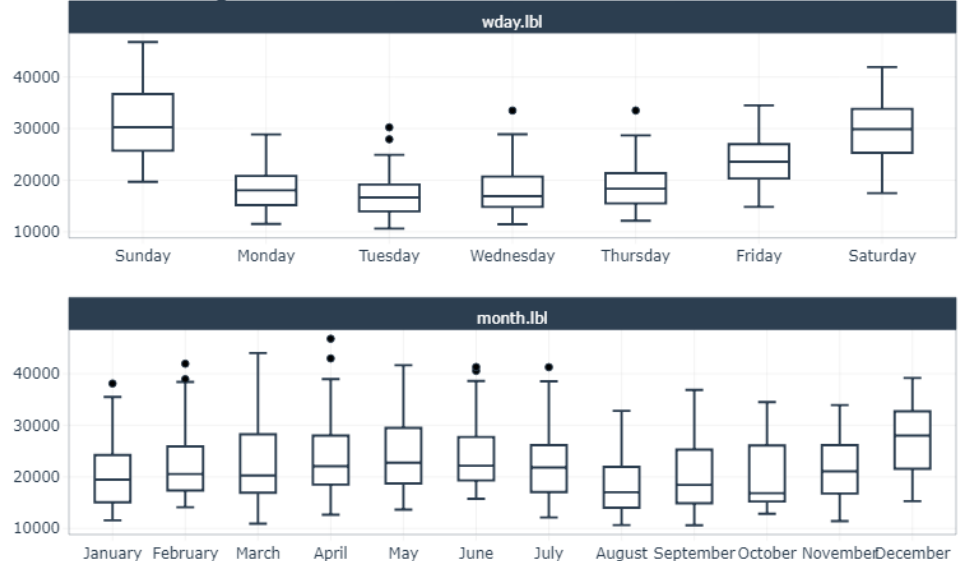 wday.lbl
40000
30000
20000
10000
Sunday Monday Tuesday Wednesday Thursday Friday Saturday
month.lbl
40000
30000
20000
10000
January February March April May June July August September October November December